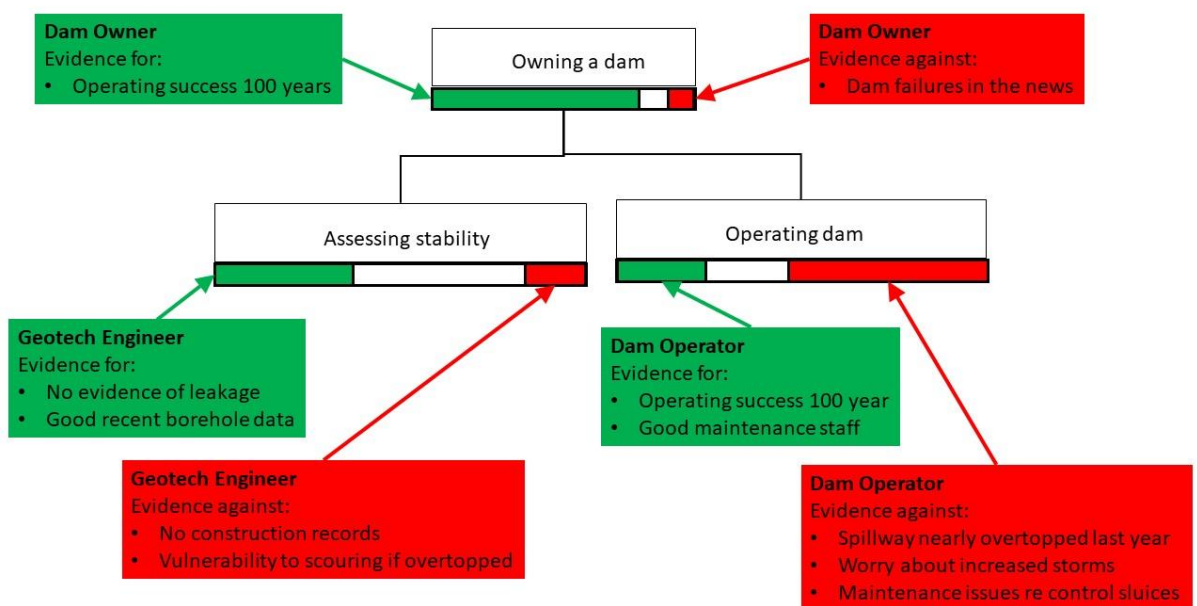 Dam Owner
Evidence for:
• Operating success 100 years
Owning a dam
Dam Owner
Evidence against:
• Dam failures in the news
Assessing stability
Operating dam
Geotech Engineer
Evidence for:
• No evidence of leakage
• Good recent borehole data
Dam Operator
Evidence for:
• Operating success 100 year
• Good maintenance staff
Geotech Engineer
Evidence against:
• No construction records
• Vulnerability to scouring if overtopped
Dam Operator
Evidence against:
• Spillway nearly overtopped last year
• Worry about increased storms
• Maintenance issues re control sluices